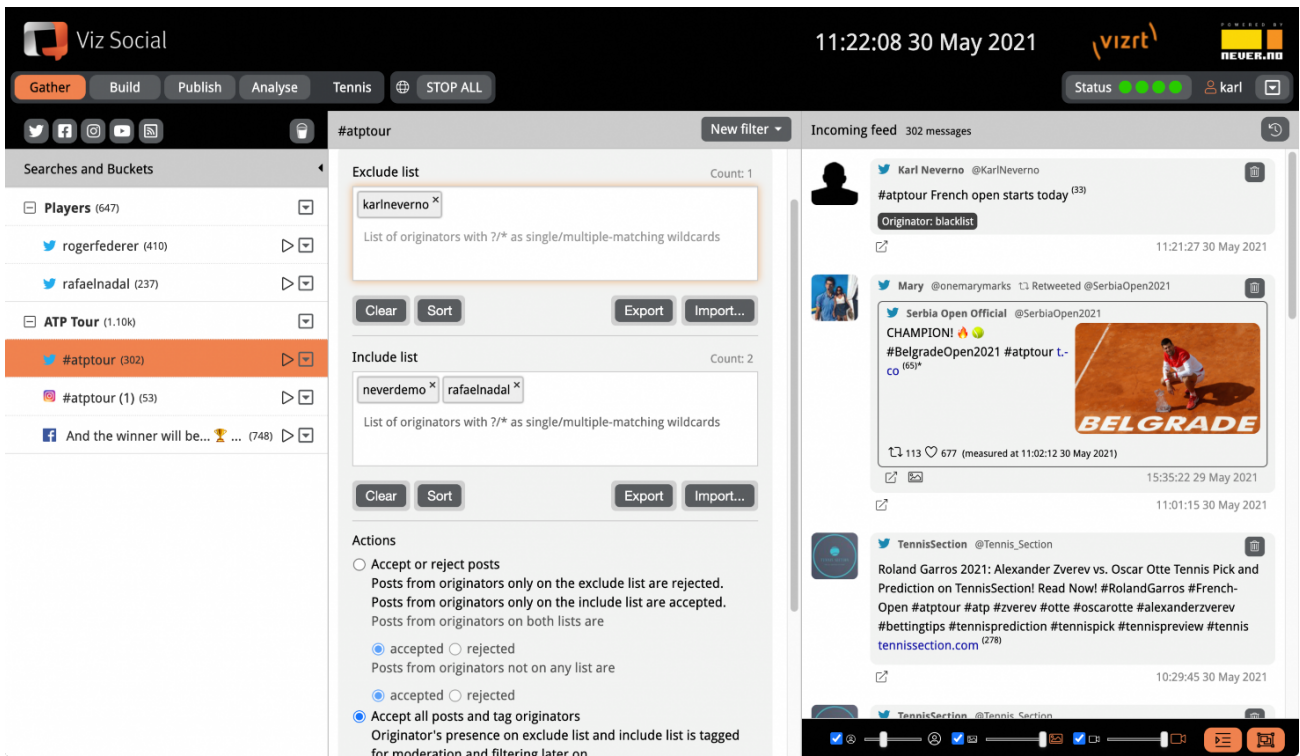 Viz Social
11:22:08 30 May 2021
vizrt
POWERED BY
NEVER.NO
Gather Build Publish Analyse Tennis STOP ALL
Status karl
#atptour New filter
Incoming feed 302 messages
Searches and Buckets
Players (647)
rogerfederer (410)
rafaelnadal (237)
ATP Tour (1.10k)
#atptour (302)
#atptour (1) (53)
And the winner will be... 🏆 ... (748)
Exclude list Count: 1
karlneverno ×
List of originators with ?/* as single/multiple-matching wildcards
Clear Sort Export Import...
Include list Count: 2
neverdemo × rafaelnadal ×
List of originators with ?/* as single/multiple-matching wildcards
Clear Sort Export Import...
Actions
Accept or reject posts
Posts from originators only on the exclude list are rejected.
Posts from originators only on the include list are accepted.
Posts from originators on both lists are
accepted rejected
Posts from originators not on any list are
accepted rejected
Accept all posts and tag originators
Originator's presence on exclude list and include list is tagged
for moderation and filtering later on
Karl Neverno @KarlNeverno
#atptour French open starts today (33)
Originator: blacklist
11:21:27 30 May 2021
Mary @onemarymarks Retweeted @SerbiaOpen2021
Serbia Open Official @SerbiaOpen2021
CHAMPION! 🔥 🎾
#BelgradeOpen2021 #atptour t.-
co (65)*
BELGRADE
113 677 (measured at 11:02:12 30 May 2021)
15:35:22 29 May 2021
11:01:15 30 May 2021
TennisSection @Tennis_Section
Roland Garros 2021: Alexander Zverev vs. Oscar Otte Tennis Pick and
Prediction on TennisSection! Read Now! #RolandGarros #French-
Open #atptour #atp #zverev #otte #oscarotte #alexanderzverev
#bettingtips #tennisprediction #tennispick #tennispreview #tennis
tennissection.com (278)
10:29:45 30 May 2021
TennisSection @Tennis_Section